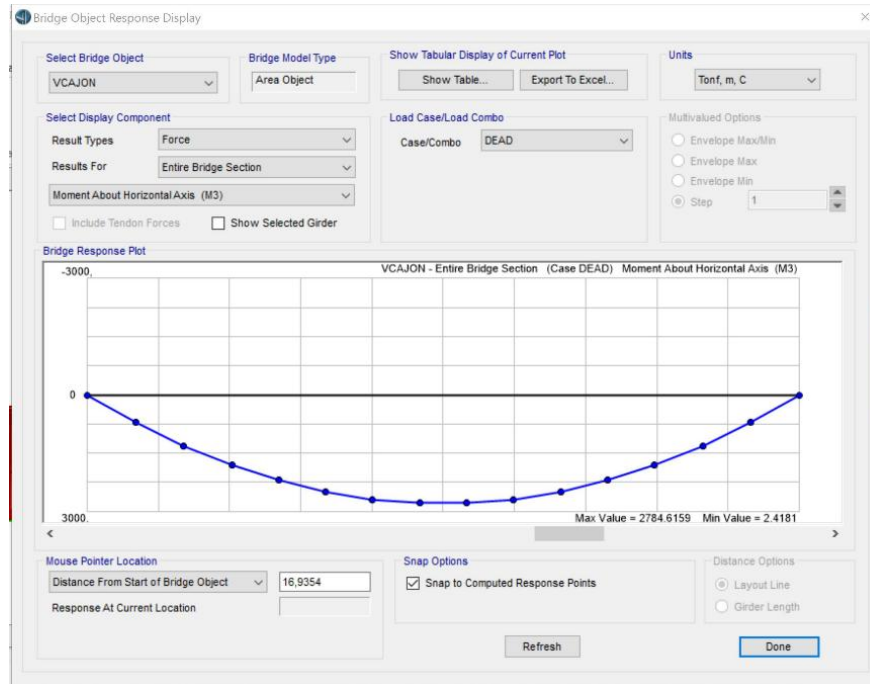 Bridge Object Response Display
Select Bridge Object
VCAJON
Bridge Model Type
Area Object
Show Tabular Display of Current Plot
Show Table...
Export To Excel...
Units
Tonf, m, C
Select Display Component
Result Types
Force
Results For
Entire Bridge Section
Moment About Horizontal Axis (M3)
Include Tendon Forces
Show Selected Girder
Load Case/Load Combo
Case/Combo
DEAD
Multivalued Options
Envelope Max/Min
Envelope Max
Envelope Min
Step
1
Bridge Response Plot
-3000,
VCAJON - Entire Bridge Section (Case DEAD) Moment About Horizontal Axis (M3)
0
3000,
Max Value = 2784.6159 Min Value = 2.4181
Mouse Pointer Location
Distance From Start of Bridge Object
16,9354
Response At Current Location
Snap Options
Snap to Computed Response Points
Distance Options
Layout Line
Girder Length
Refresh
Done